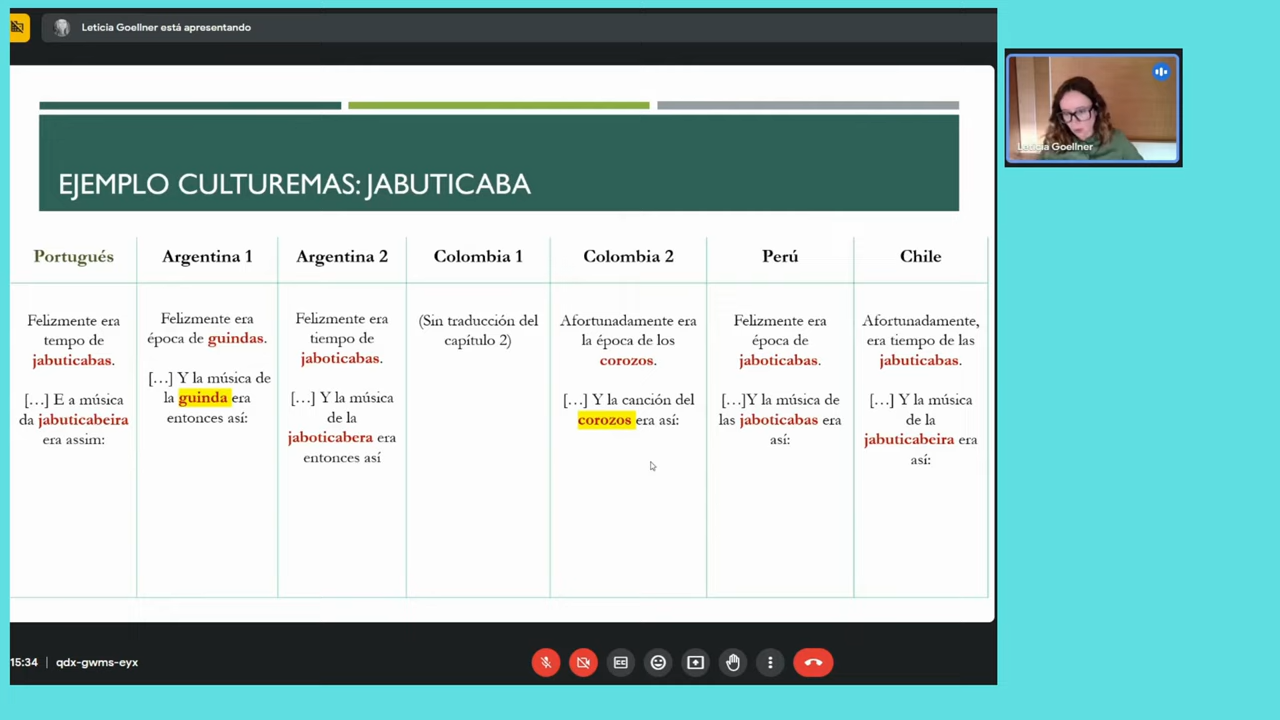 Leticia Goellner está apresentando
Leticia Goellner
EJEMPLO CULTUREMAS: JABUTICABA
Portugués
Argentina 1
Argentina 2
Colombia 1
Colombia 2
Perú
Chile
Felizmente era
tempo de
jabuticabas.
[…] E a música
da jabuticabeira
era assim:
Felizmente era
época de guindas.
[…] Y la música de
la guinda era
entonces así:
Felizmente era
tiempo de
jaboticabas.
[…] Y la música
de la
jaboticabera era
entonces así
(Sin traducción del
capítulo 2)
Afortunadamente era
la época de los
corozos.
[…] Y la canción del
corozos era así:
Felizmente era
época de
jaboticabas.
[…]Y la música de
las jaboticabas era
así:
Afortunadamente,
era tiempo de las
jabuticabas.
[…] Y la música
de la
jabuticabeira era
así:
15:34 | qdx-gwms-eyx